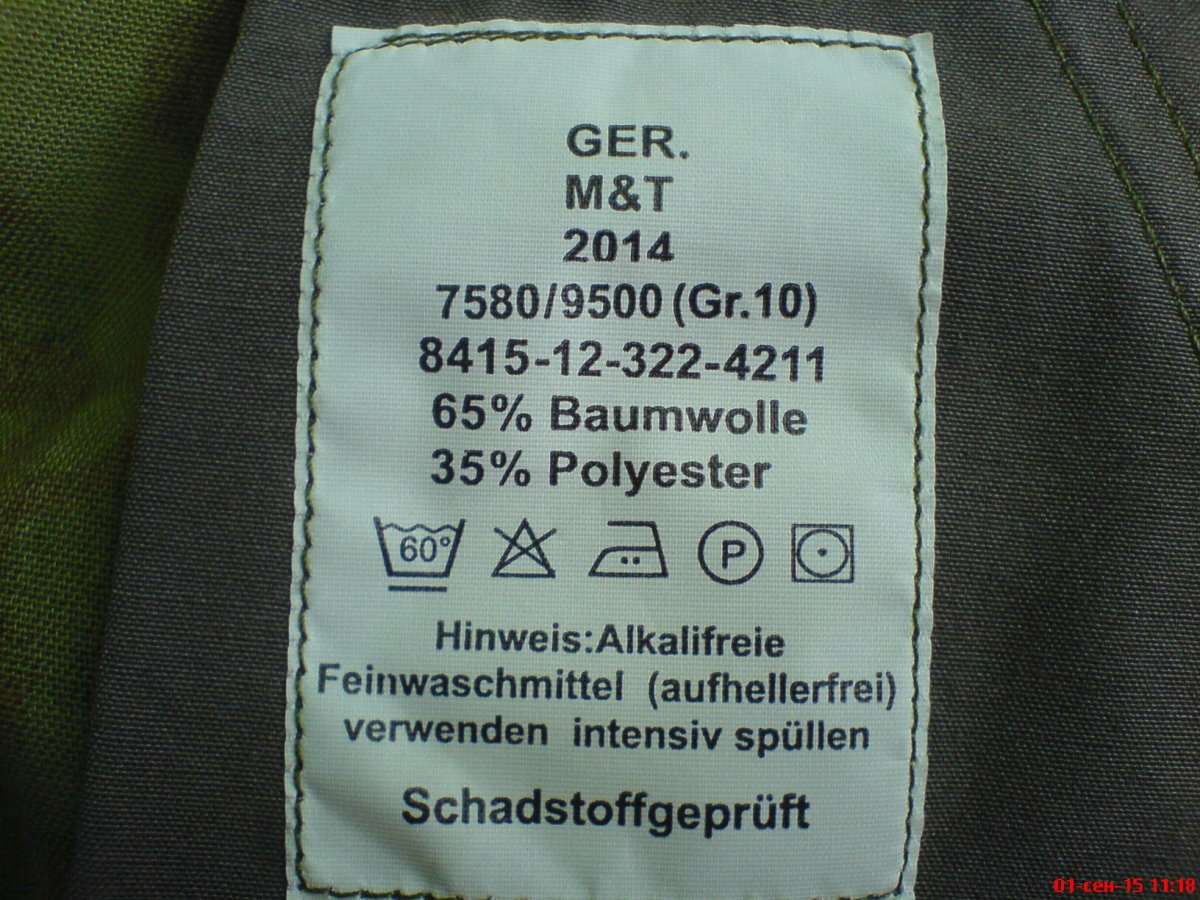 GER.
M&T
2014
7580/9500 (Gr.10)
8415-12-322-4211
65% Baumwolle
35% Polyester
60° P
Hinweis:Alkalifreie
Feinwaschmittel (aufhellerfrei)
verwenden intensiv spüllen
Schadstoffgeprüft
01-сен-15 11:18